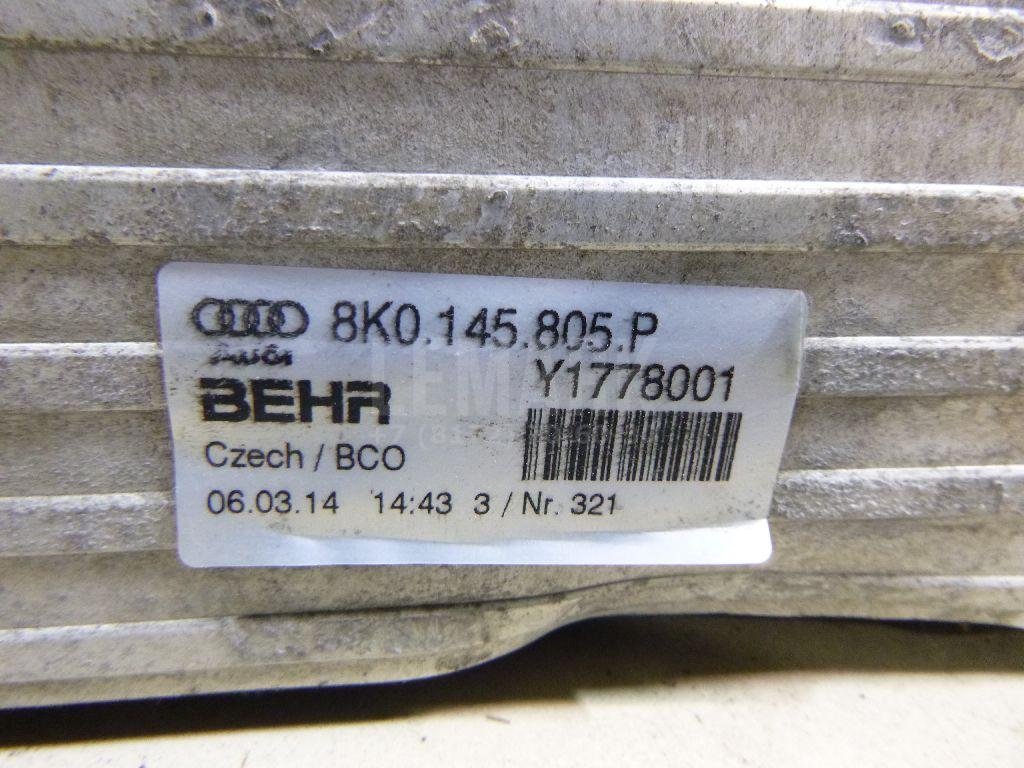 8K0.145.805.P
Audi
Y1778001
BEHR
Czech / BCO
06.03.14 14:43 3 / Nr. 321